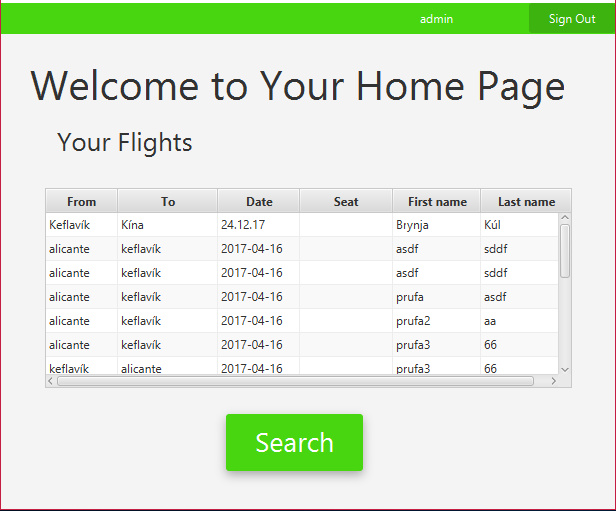 admin Sign Out
Welcome to Your Home Page
Your Flights
From To Date Seat First name Last name
Keflavík Kína 24.12.17 Brynja Kúl
alicante keflavík 2017-04-16 asdf sddf
alicante keflavík 2017-04-16 asdf sddf
alicante keflavík 2017-04-16 prufa asdf
alicante keflavík 2017-04-16 prufa2 aa
alicante keflavík 2017-04-16 prufa3 66
keflavík alicante 2017-04-16 prufa3 66
Search